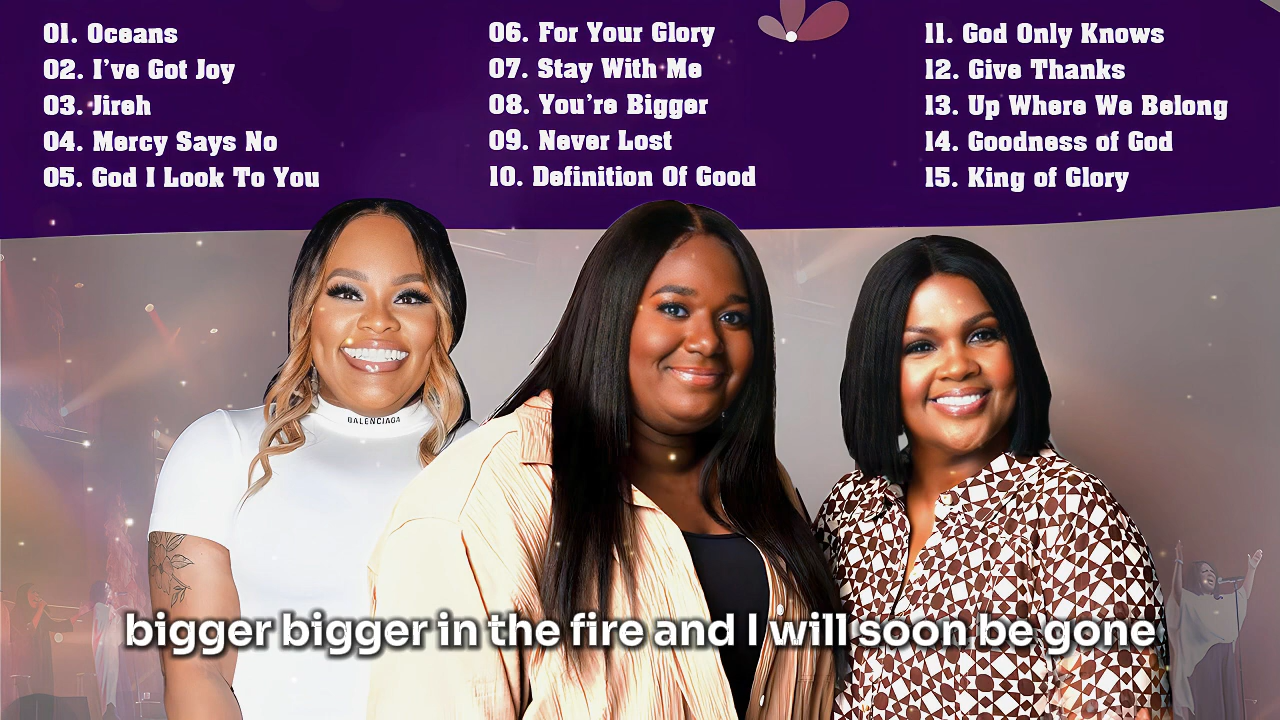 01. Oceans
02. I've Got Joy
03. Jireh
04. Mercy Says No
05. God I Look To You
06. For Your Glory
07. Stay With Me
08. You're Bigger
09. Never Lost
10. Definition Of Good
11. God Only Knows
12. Give Thanks
13. Up Where We Belong
14. Goodness of God
15. King of Glory
BALENCIAGA
bigger bigger in the fire and I will soon be gone